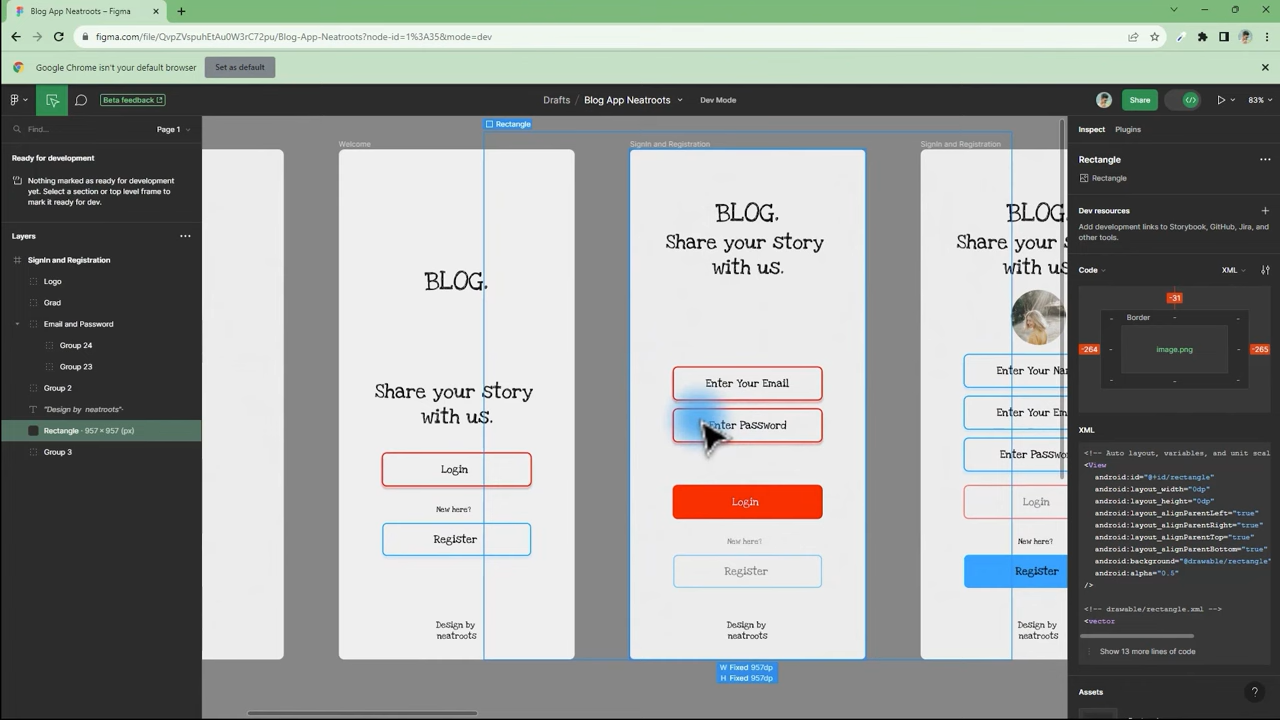 Blog App Neatroots – Figma
figma.com/file/QvpZVspuhEtAu0W3rC72pu/Blog-App-Neatroots?node-id=1%3A35&mode=dev
Google Chrome isn't your default browser
Set as default
Beta feedback
Drafts / Blog App Neatroots
Dev Mode
Share
83%
Find...
Page 1
Ready for development
Nothing marked as ready for development
yet. Select a section or top level frame to
mark it ready for dev.
Layers
SignIn and Registration
Logo
Grad
Email and Password
Group 24
Group 23
Group 2
"Design by neatroots"
Rectangle - 957 × 957 (px)
Group 3
Rectangle
Welcome
BLOG.
Share your story
with us.
Login
New here?
Register
Design by
neatroots
SignIn and Registration
BLOG.
Share your story
with us.
Enter Your Email
Enter Password
Login
New here?
Register
Design by
neatroots
W Fixed 957dp
H Fixed 957dp
SignIn and Registration
BLOG.
Share your s
with us
Enter Your Na
Enter Your Em
Enter Passwo
Login
New here?
Register
Design by
neatroots
Inspect
Plugins
Rectangle
Rectangle
Dev resources
Add development links to Storybook, GitHub, Jira, and
other tools.
Code
XML
-31
Border
-264
image.png
-265
XML
<!-- Auto layout, variables, and unit scal
<View
android:id="@+id/rectangle"
android:layout_width="0dp"
android:layout_height="0dp"
android:layout_alignParentLeft="true"
android:layout_alignParentRight="true"
android:layout_alignParentTop="true"
android:layout_alignParentBottom="true"
android:background="@drawable/rectangle"
android:alpha="0.5"
/>
<!-- drawable/rectangle.xml -->
<vector
Show 13 more lines of code
Assets
?